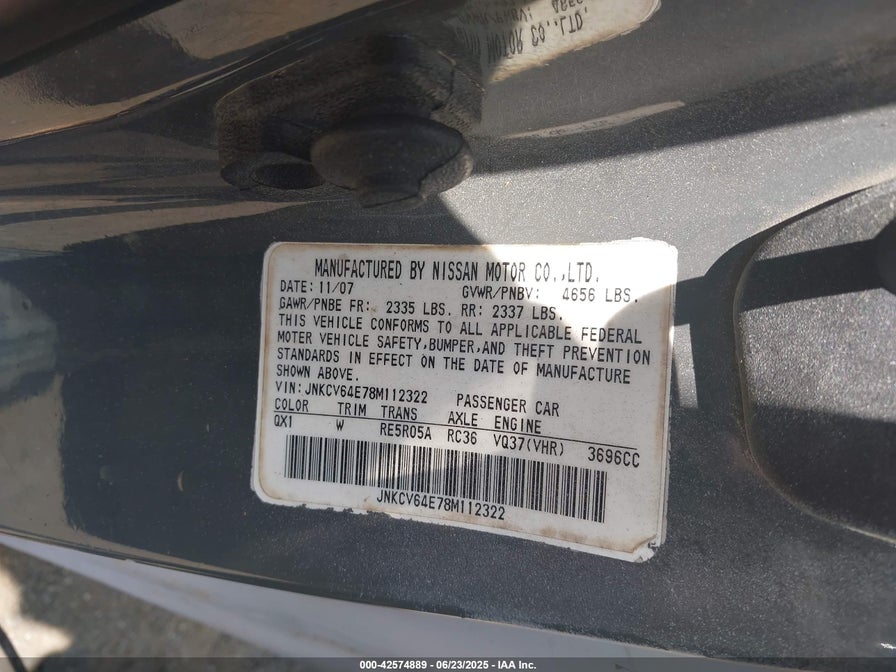 MANUFACTURED BY NISSAN MOTOR CO.,LTD.
DATE: 11/07 GVWR/PNBV: 4656 LBS.
GAWR/PNBE FR: 2335 LBS. RR: 2337 LBS.
THIS VEHICLE CONFORMS TO ALL APPLICABLE FEDERAL
MOTER VEHICLE SAFETY,BUMPER,AND THEFT PREVENTION
STANDARDS IN EFFECT ON THE DATE OF MANUFACTURE
SHOWN ABOVE.
VIN:JNKCV64E78M112322 PASSENGER CAR
COLOR TRIM TRANS AXLE ENGINE
QX1 W RE5R05A RC36 VQ37(VHR) 3696CC
JNKCV64E78M112322
000-42574889 - 06/23/2025 - IAA Inc.